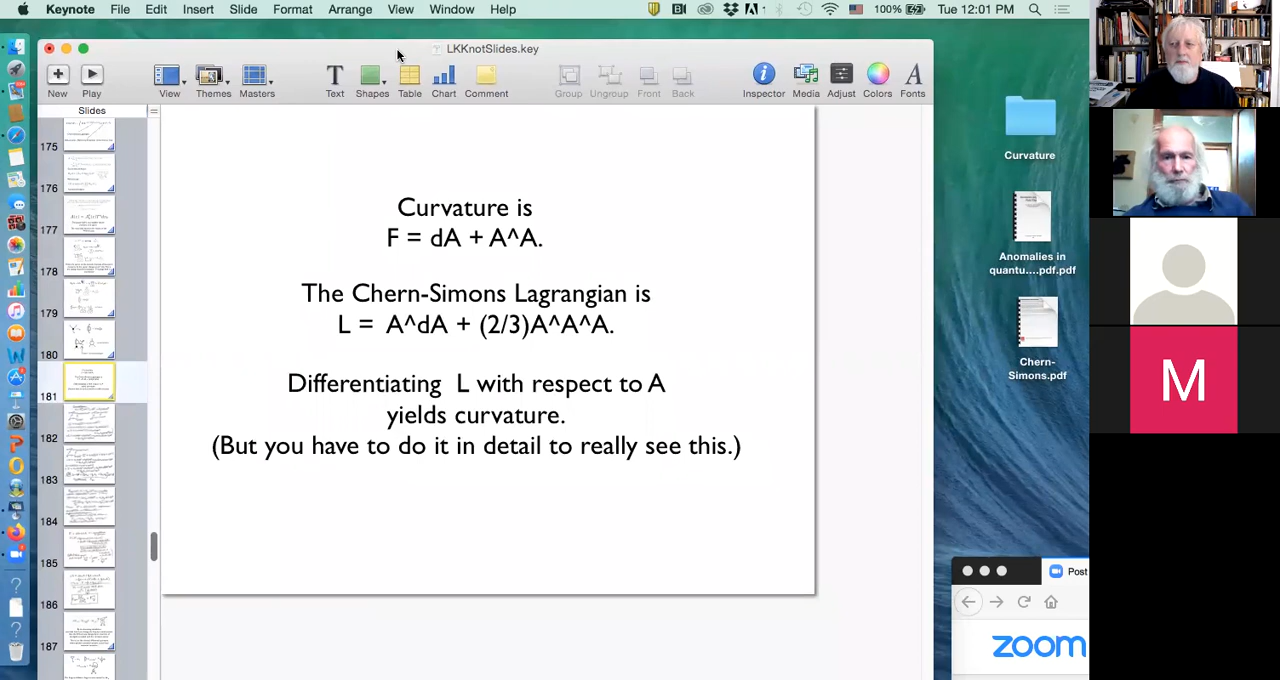 Keynote File Edit Insert Slide Format Arrange View Window Help
100% Tue 12:01 PM
LKKnotSlides.key
New Play View Themes Masters Text Shapes Table Chart Comment Group Ungroup Front Back Inspector Media Adjust Colors Fonts
Slides
175
176
177
178
179
180
181
182
183
184
185
186
187
Curvature is
F = dA + A^A.
The Chern-Simons Lagrangian is
L = A^dA + (2/3)A^A^A.
Differentiating L with respect to A
yields curvature.
(But you have to do it in detail to really see this.)
Curvature
Anomalies in
quantu....pdf.pdf
Chern-
Simons.pdf
Post
zoom
M